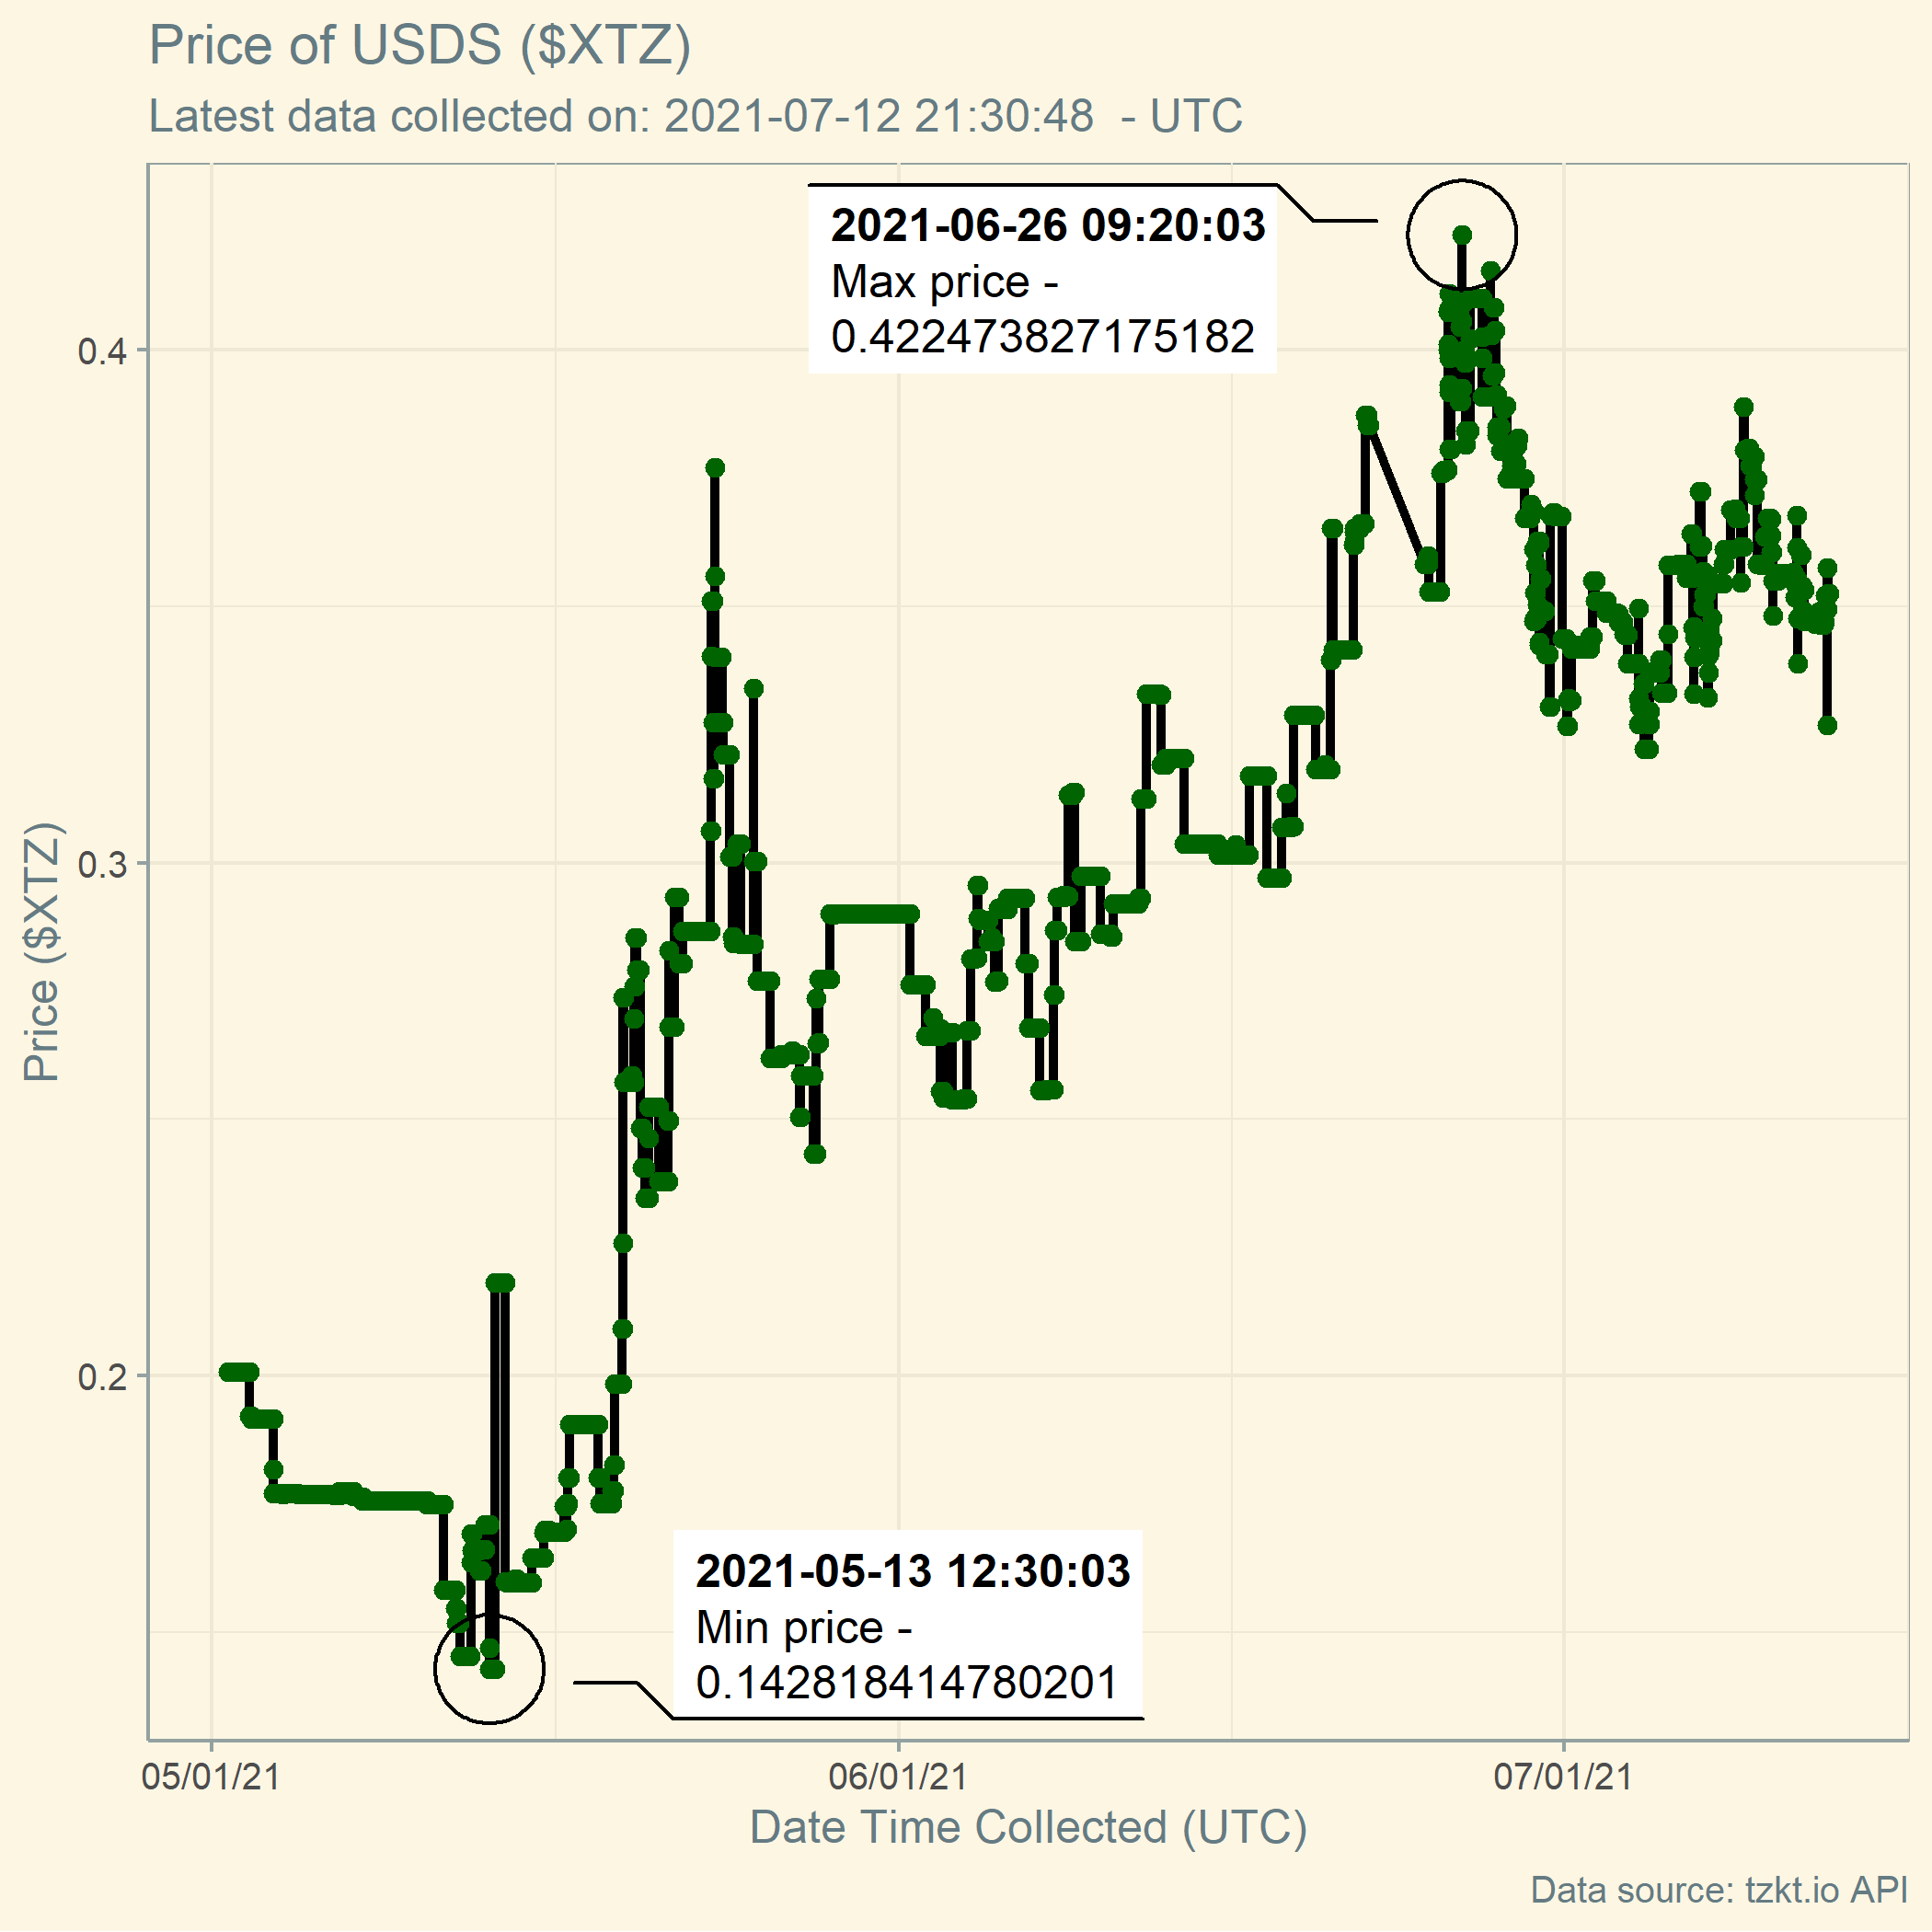 Price of USDS ($XTZ)
Latest data collected on: 2021-07-12 21:30:48  - UTC
2021-06-26 09:20:03
Max price -
0.422473827175182
0.4
0.3
0.2
Price ($XTZ)
2021-05-13 12:30:03
Min price -
0.142818414780201
05/01/21
06/01/21
07/01/21
Date Time Collected (UTC)
Data source: tzkt.io API